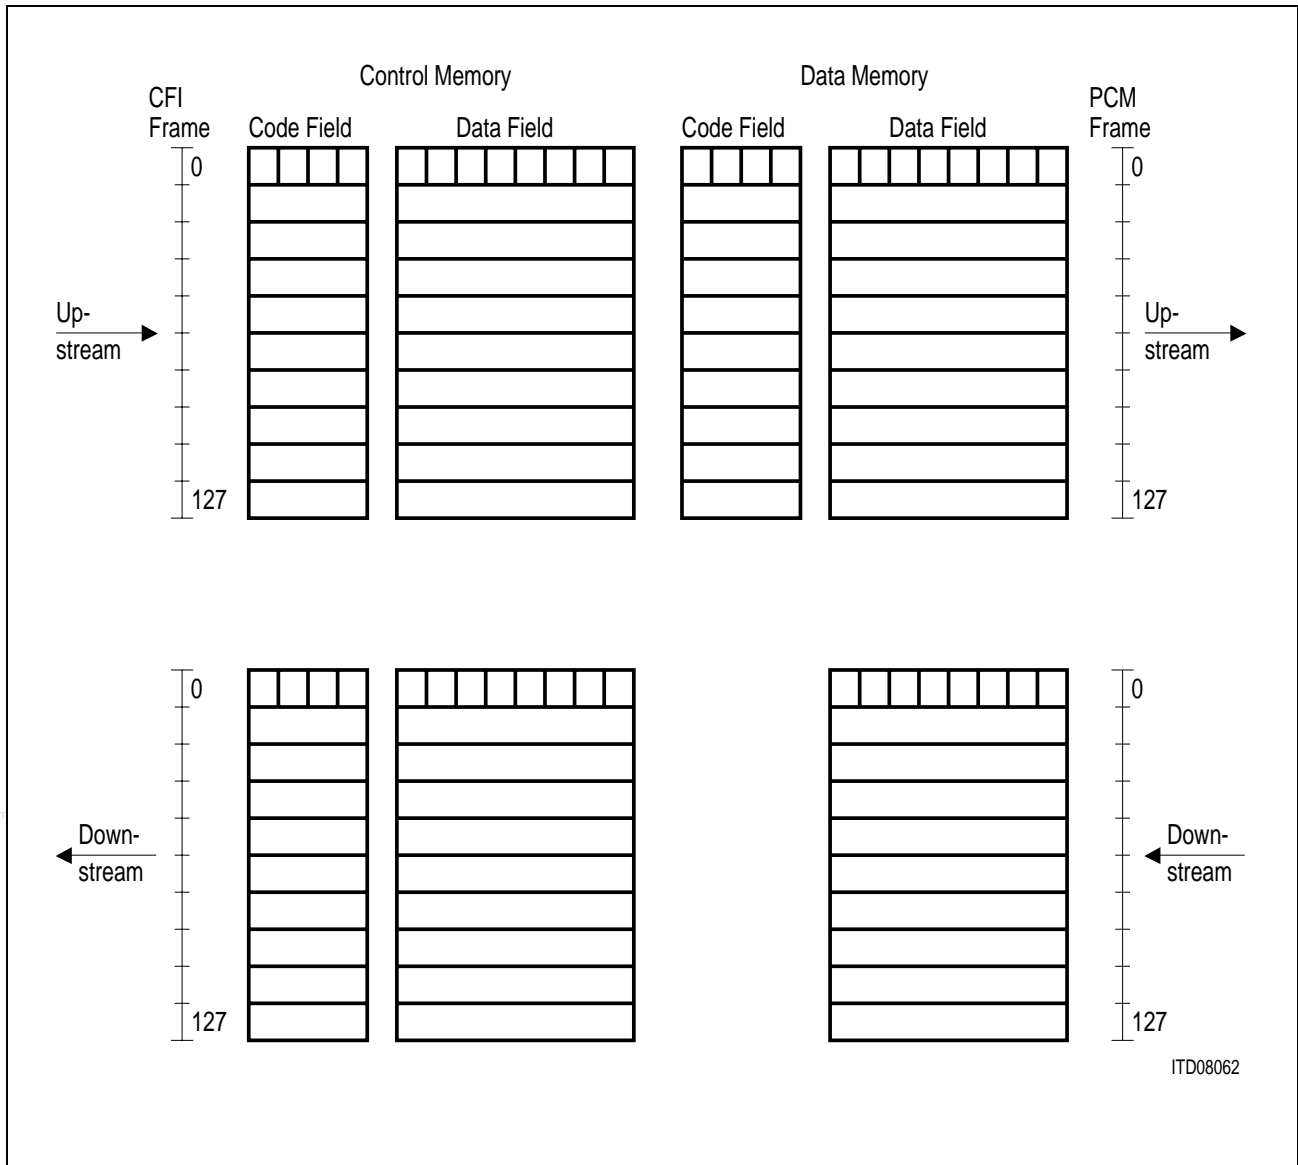 Control Memory
Data Memory
CFI
Frame
Code Field
Data Field
Code Field
Data Field
PCM
Frame
0
0
Up-
stream
Up-
stream
127
127
0
0
Down-
stream
Down-
stream
127
127
ITD08062